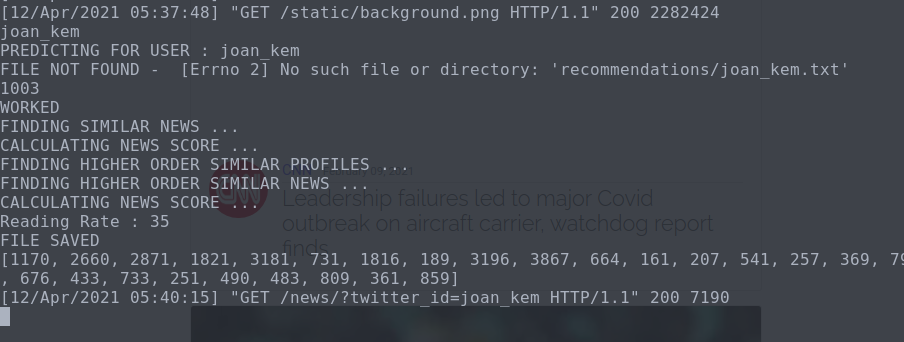 [12/Apr/2021 05:37:48] "GET /static/background.png HTTP/1.1" 200 2282424
joan_kem
PREDICTING FOR USER : joan_kem
FILE NOT FOUND -  [Errno 2] No such file or directory: 'recommendations/joan_kem.txt'
1003
WORKED
FINDING SIMILAR NEWS ...
CALCULATING NEWS SCORE ...
FINDING HIGHER ORDER SIMILAR PROFILES ...
FINDING HIGHER ORDER SIMILAR NEWS ...
CALCULATING NEWS SCORE ...
Reading Rate : 35
FILE SAVED
[1170, 2660, 2871, 1821, 3181, 731, 1816, 189, 3196, 3867, 664, 161, 207, 541, 257, 369, 79
, 676, 433, 733, 251, 490, 483, 809, 361, 859]
[12/Apr/2021 05:40:15] "GET /news/?twitter_id=joan_kem HTTP/1.1" 200 7190
Leadership failures led to major Covid
outbreak on aircraft carrier, watchdog report
finds